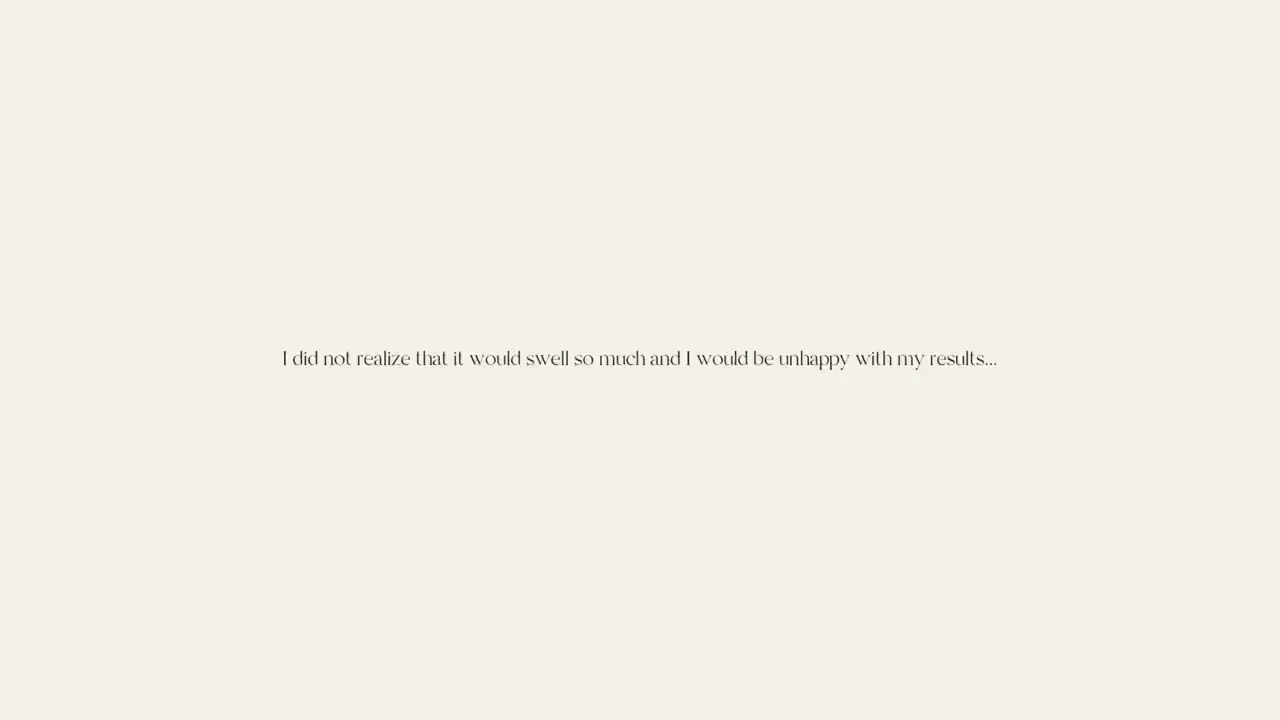 I did not realize that it would swell so much and I would be unhappy with my results...